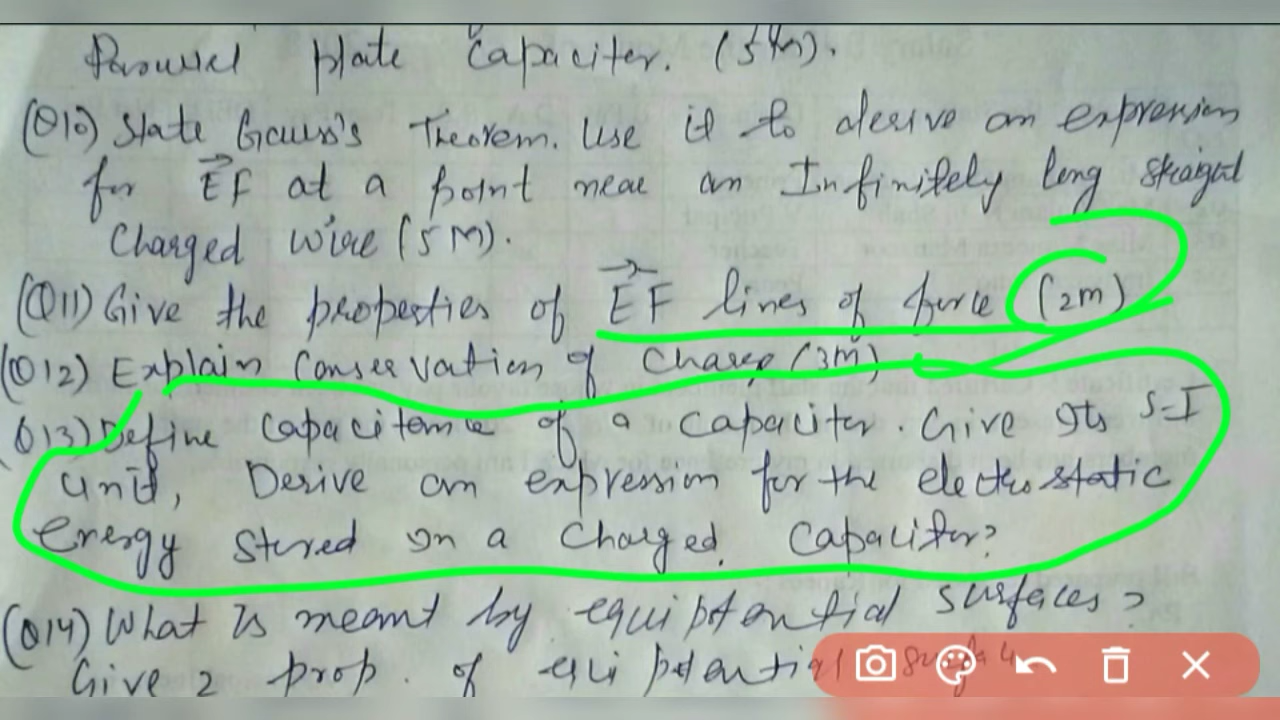 Parallel plate Capaciter. (5M).
(Q10) State Gauss's Theorem. Use it to derive an expression
for EF at a point near an Infinitely long straigt
Charged wire (5M).
(Q11) Give the properties of EF lines of force (2m)
(Q12) Explain Conservation of Charge (3M)
Q13) Define Capacitance of a Capacitor. Give Its S.I
Unit, Derive an expression for the electrostatic
energy stored In a Charged Capacitor?
(Q14) What Is meant by equipotential surfaces?
Give 2 prop. of equipotential